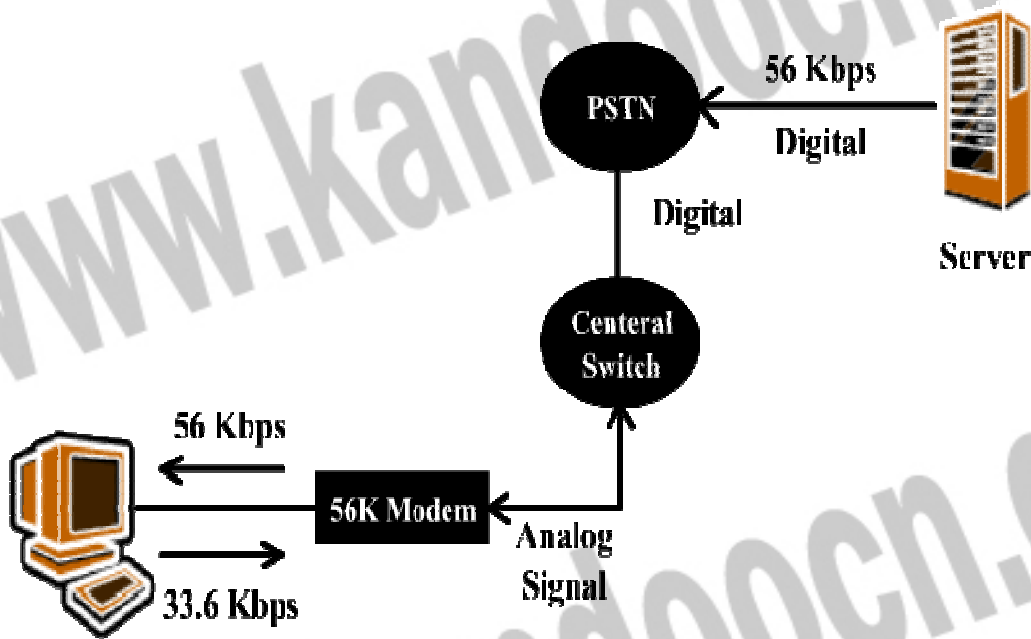 www.kandoocn.
56 Kbps
PSTN
Digital
Digital
Server
Centeral
Switch
56 Kbps
56K Modem
Analog
Signal
33.6 Kbps